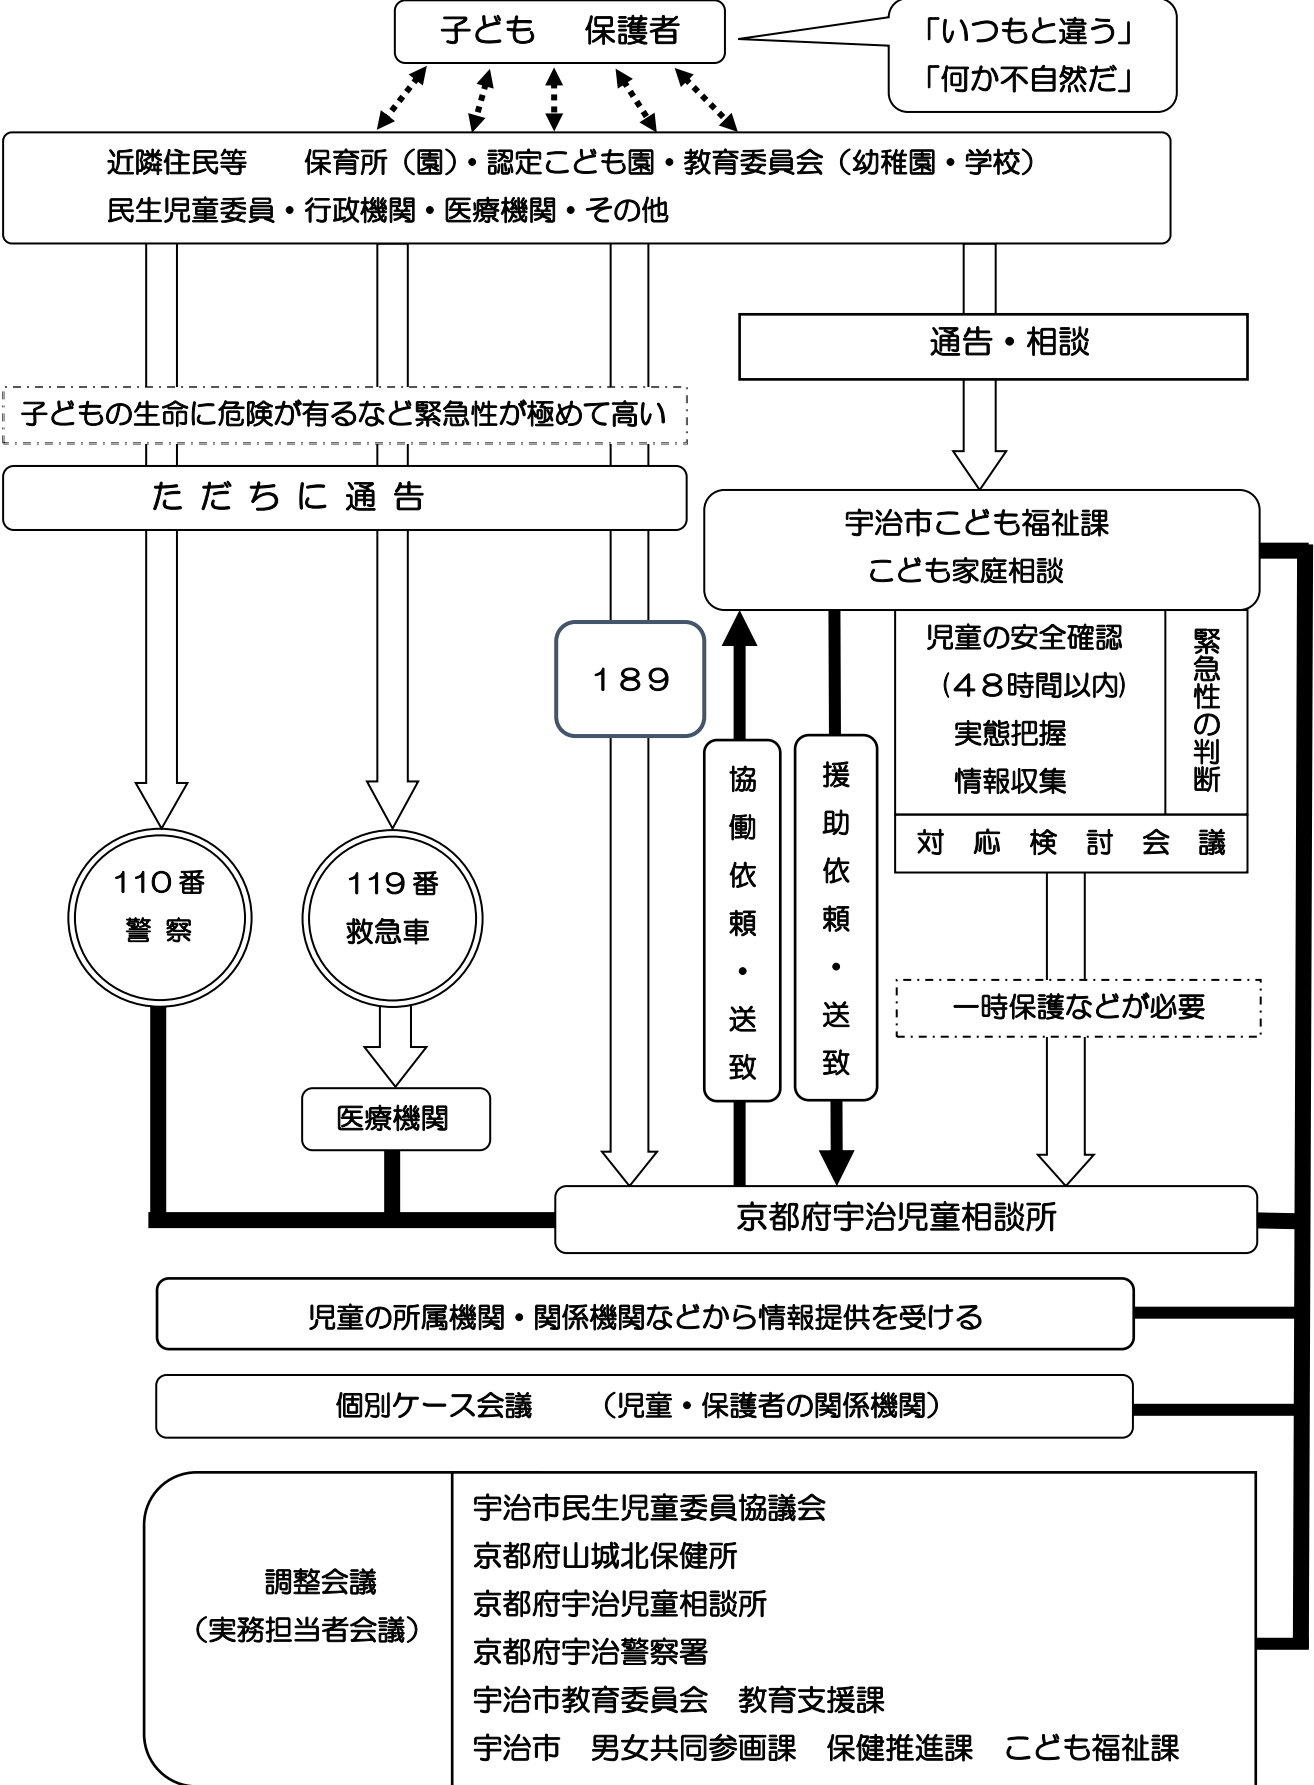 子ども　保護者
「いつもと違う」
「何か不自然だ」
近隣住民等　　保育所（園）・認定こども園・教育委員会（幼稚園・学校）
民生児童委員・行政機関・医療機関・その他
通告・相談
子どもの生命に危険が有るなど緊急性が極めて高い
ただちに通告
宇治市こども福祉課
こども家庭相談
189
児童の安全確認
（４８時間以内）
実態把握
情報収集
緊急性の判断
対応検討会議
協働依頼・送致
援助依頼・送致
110番
警察
119番
救急車
一時保護などが必要
医療機関
京都府宇治児童相談所
児童の所属機関・関係機関などから情報提供を受ける
個別ケース会議　　（児童・保護者の関係機関）
調整会議
（実務担当者会議）
宇治市民生児童委員協議会
京都府山城北保健所
京都府宇治児童相談所
京都府宇治警察署
宇治市教育委員会　教育支援課
宇治市　男女共同参画課　保健推進課　こども福祉課